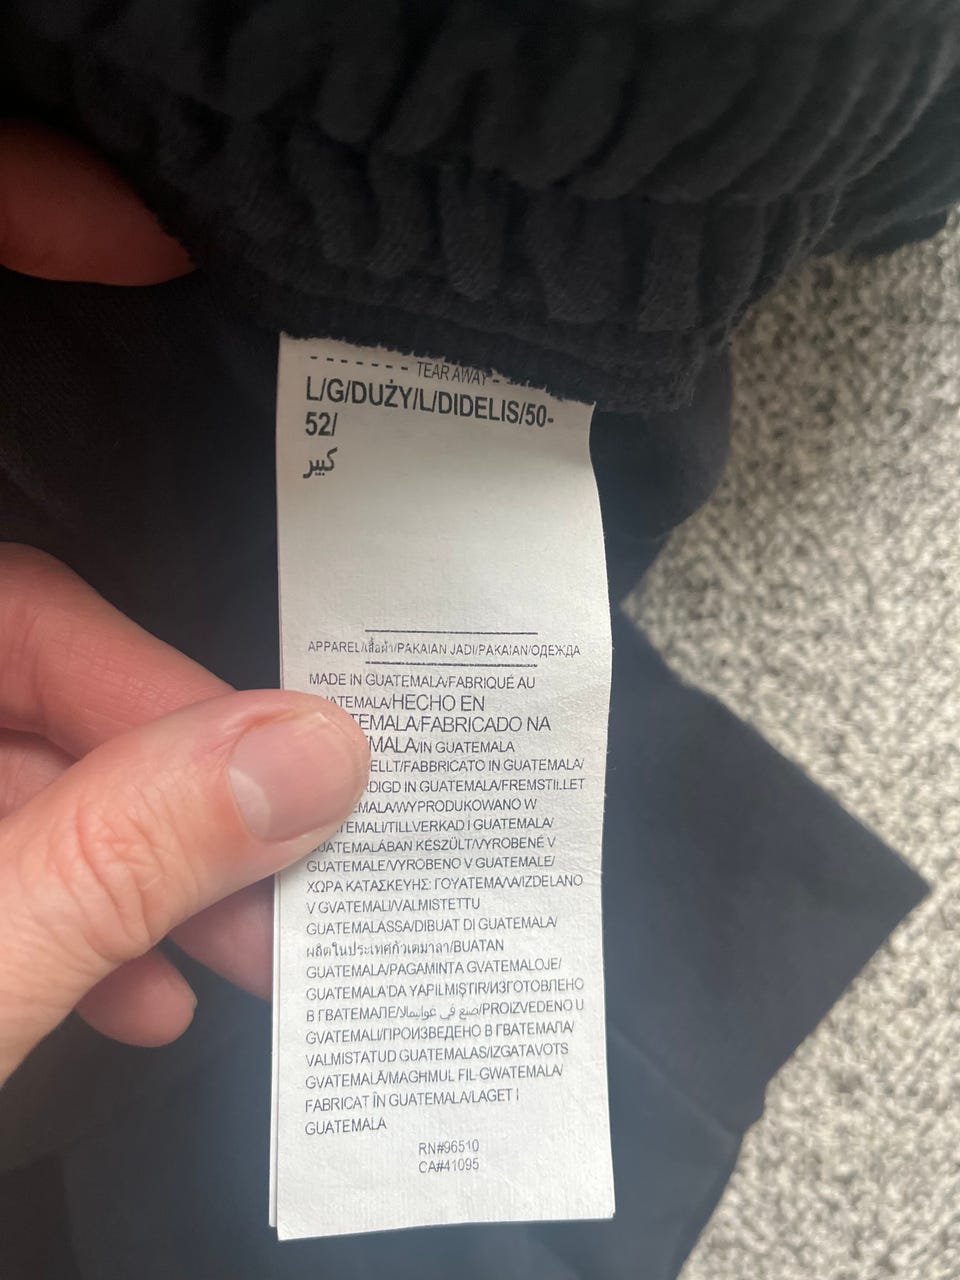 TEAR AWAY
L/G/DUŻY/L/DIDELIS/50-
52/
كبير
APPAREL/เสื้อผ้า/PAKAIAN JADI/PAKAIAN/ОДЕЖДА
MADE IN GUATEMALA/FABRIQUÉ AU
ATEMALA/HECHO EN
TEMALA/FABRICADO NA
MALA/IN GUATEMALA
ELLT/FABBRICATO IN GUATEMALA/
RDIGD IN GUATEMALA/FREMSTILLET
EMALA/WYPRODUKOWANO W
TEMALI/TILLVERKAD I GUATEMALA/
GUATEMALÁBAN KÉSZÜLT/VYROBENÉ V
GUATEMALE/VYROBENO V GUATEMALE/
ΧΩΡΑ ΚΑΤΑΣΚΕΥΗΣ: ΓΟΥΑΤΕΜΑΛΑ/IZDELANO
V GVATEMALI/VALMISTETTU
GUATEMALASSA/DIBUAT DI GUATEMALA/
ผลิตในประเทศกัวเตมาลา/BUATAN
GUATEMALA/PAGAMINTA GVATEMALOJE/
GUATEMALA'DA YAPILMIŞTIR/ИЗГОТОВЛЕНО
В ГВАТЕМАЛЕ/صنع في غواتيمالا/PROIZVEDENO U
GVATEMALI/ПРОИЗВЕДЕНО В ГВАТЕМАЛА/
VALMISTATUD GUATEMALAS/IZGATAVOTS
GVATEMALĀ/MAGĦMUL FIL-GWATEMALA/
FABRICAT ÎN GUATEMALA/LAGET I
GUATEMALA
RN#96510
CA#41095